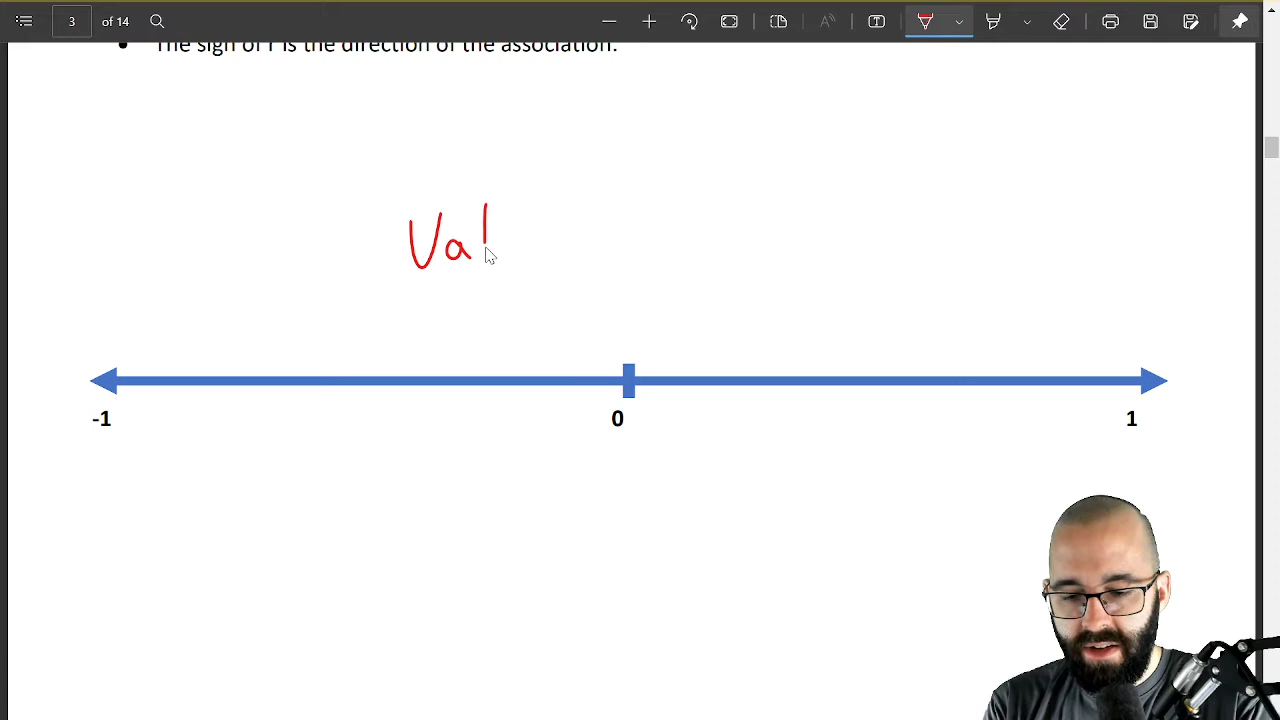 3 of 14
The sign of r is the direction of the association.
Val
-1 0 1